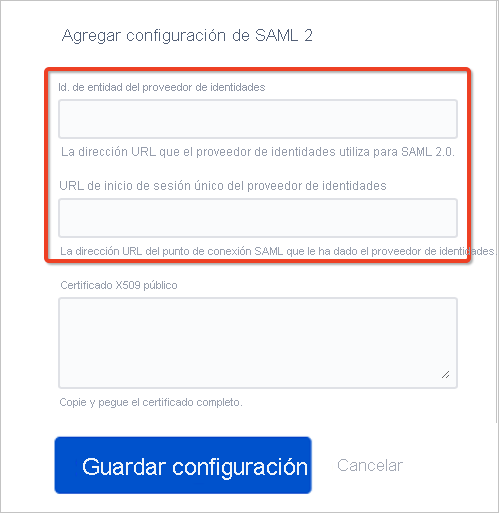 Agregar configuración de SAML 2
Id. de entidad del proveedor de identidades
La dirección URL que el proveedor de identidades utiliza para SAML 2.0.
URL de inicio de sesión único del proveedor de identidades
La dirección URL del punto de conexión SAML que le ha dado el proveedor de identidades.
Certificado X509 público
Copie y pegue el certificado completo.
Guardar configuración
Cancelar